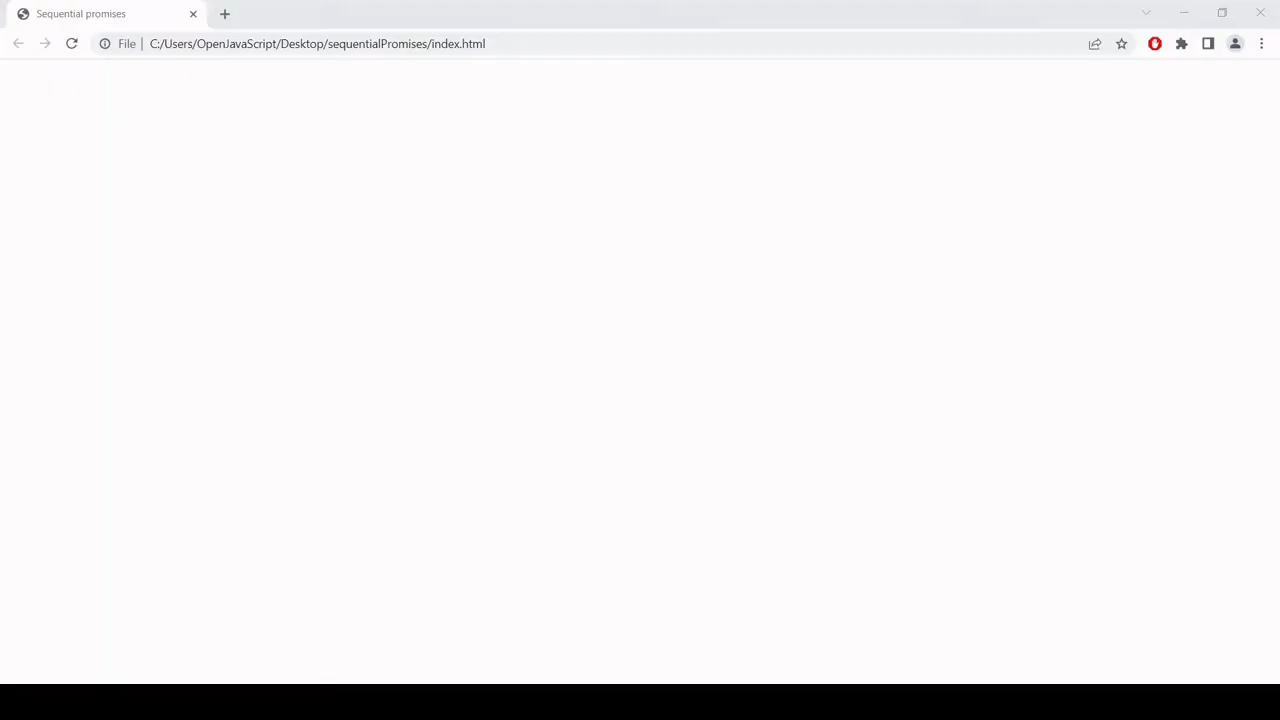 Sequential promises
File | C:/Users/OpenJavaScript/Desktop/sequentialPromises/index.html